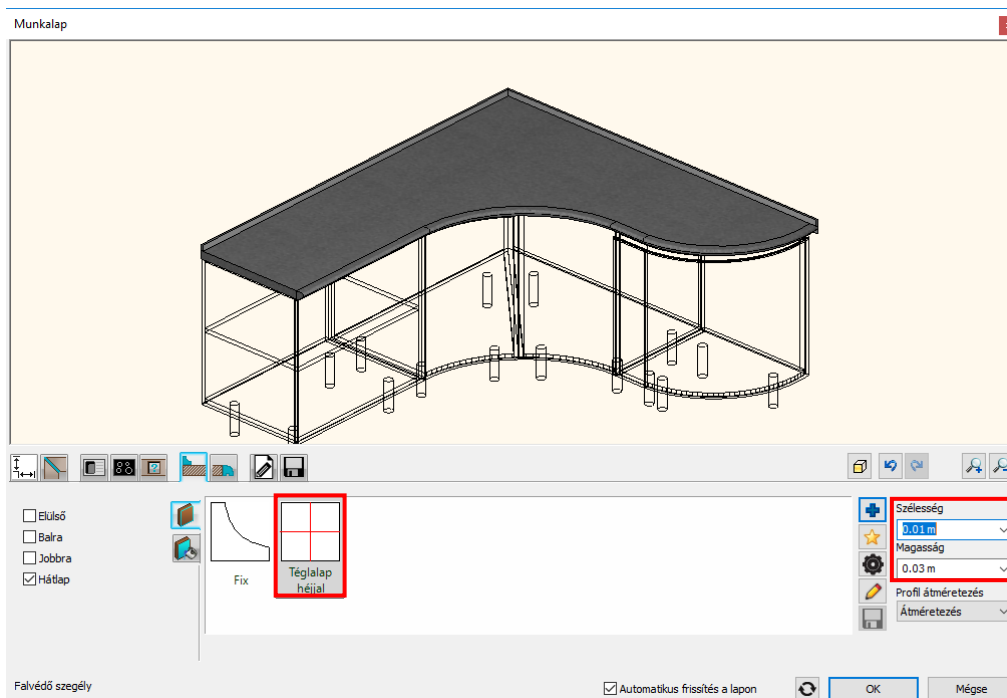 Munkalap
Elülső
Balra
Jobbra
Hátlap
Fix
Téglalap
héjjal
Szélesség
0.01 m
Magasság
0.03 m
Profil átméretezés
Átméretezés
Falvédő szegély
Automatikus frissítés a lapon
OK
Mégse